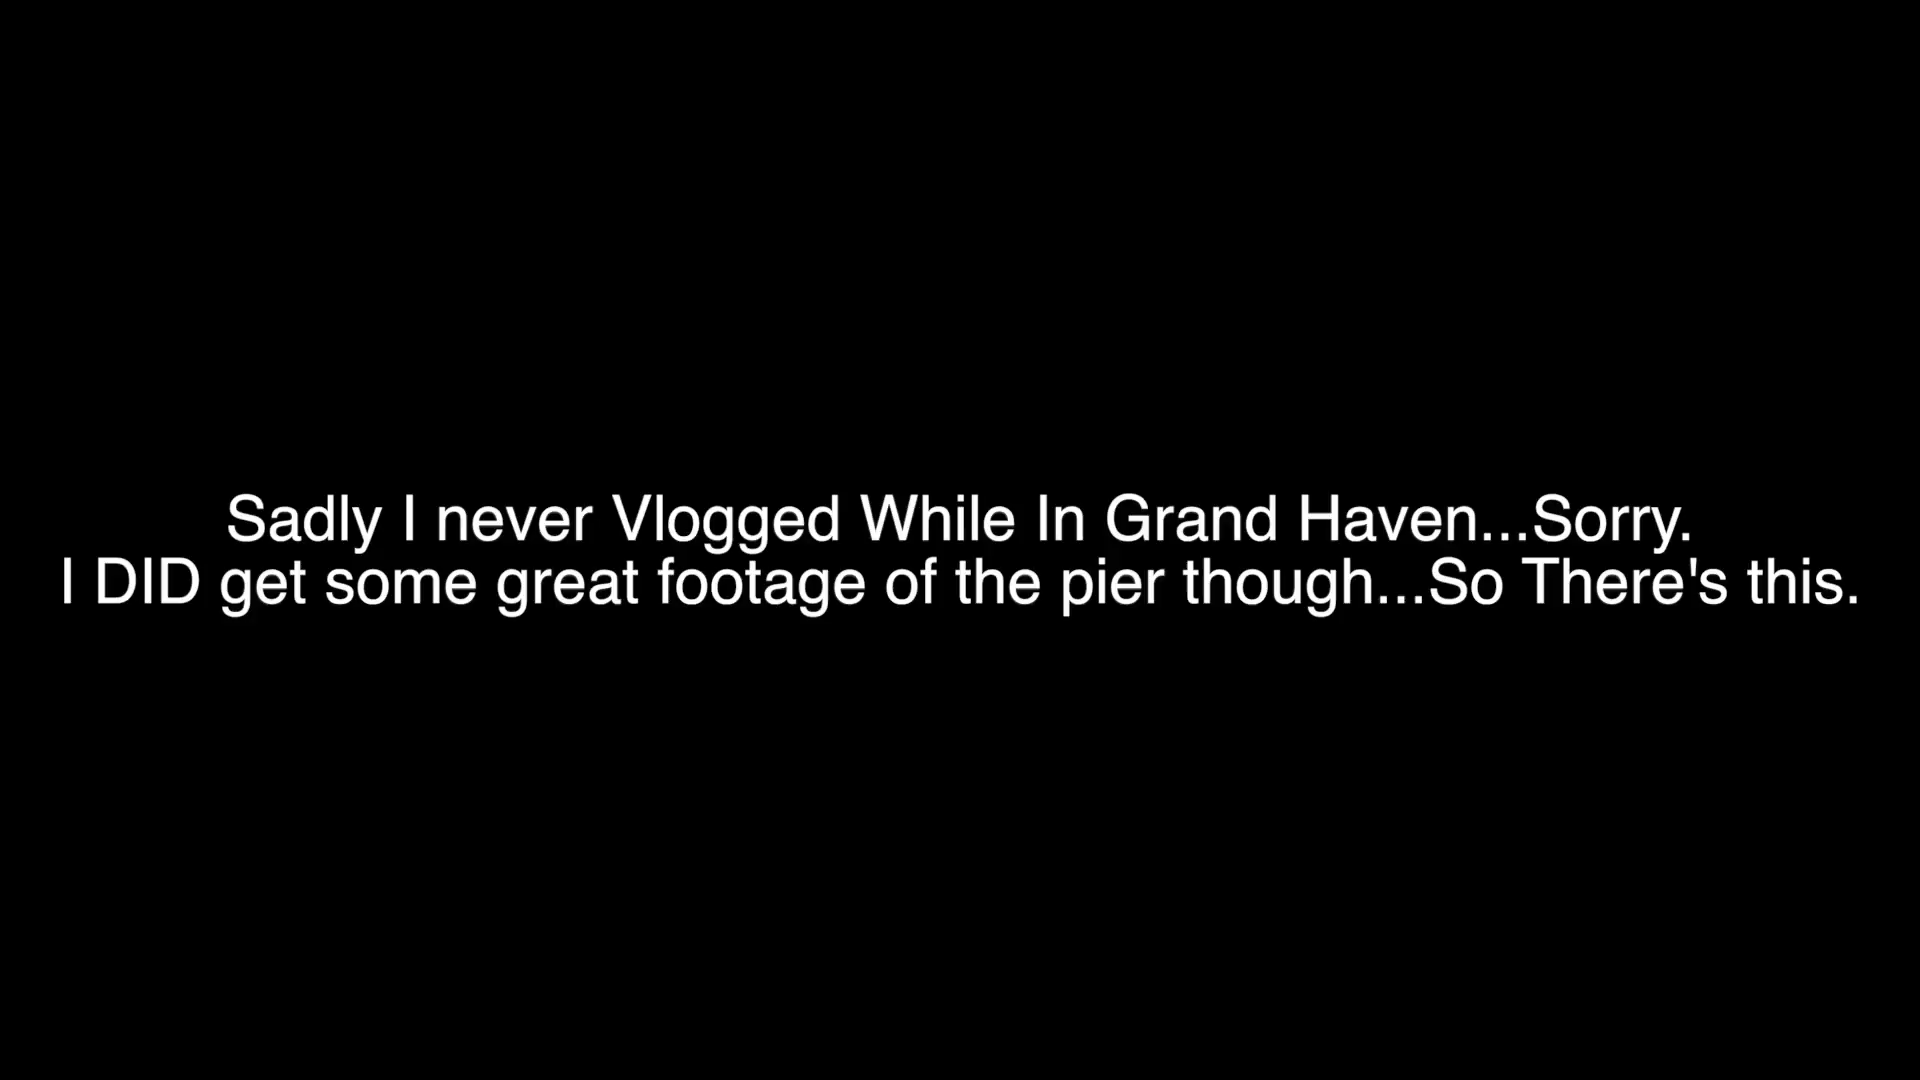 Sadly I never Vlogged While In Grand Haven...Sorry.
I DID get some great footage of the pier though...So There's this.